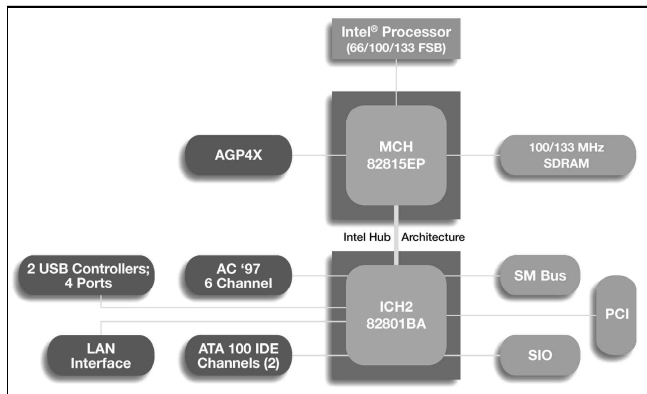 Intel® Processor
(66/100/133 FSB)
AGP4X
MCH
82815EP
100/133 MHz
SDRAM
Intel Hub Architecture
2 USB Controllers;
4 Ports
AC ‘97
6 Channel
ICH2
82801BA
SM Bus
PCI
LAN
Interface
ATA 100 IDE
Channels (2)
SIO